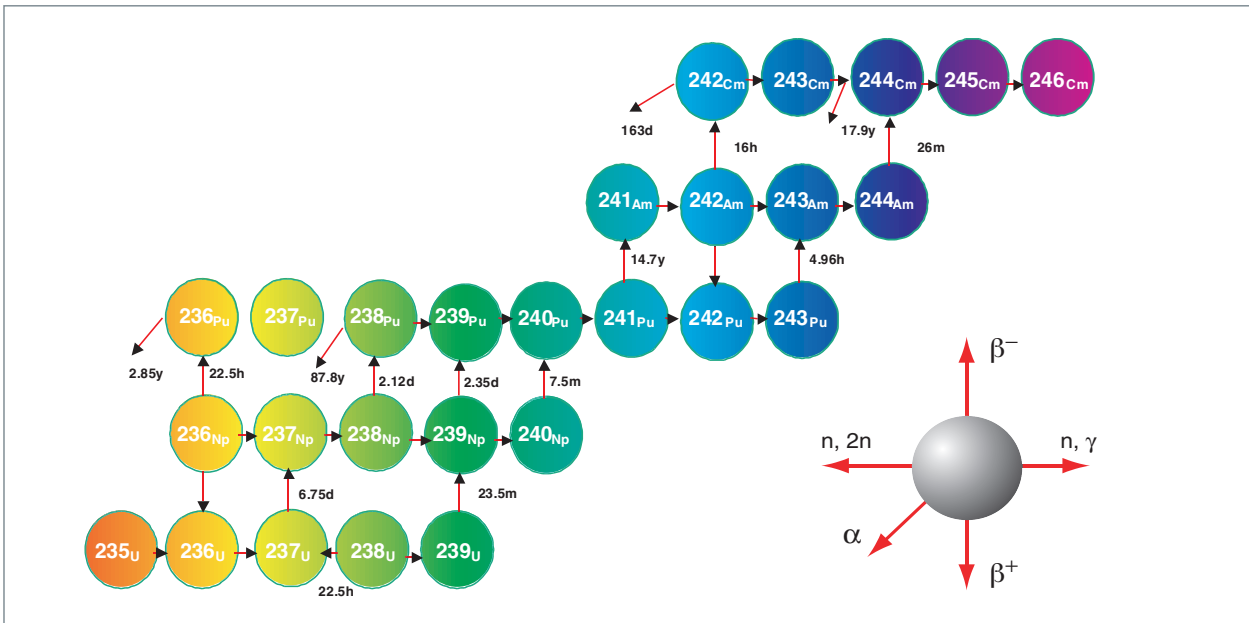 242Cm 243Cm 244Cm 245Cm 246Cm
163d 16h 17.9y 26m
241Am 242Am 243Am 244Am
14.7y 4.96h
236Pu 237Pu 238Pu 239Pu 240Pu 241Pu 242Pu 243Pu
2.85y 22.5h 87.8y 2.12d 2.35d 7.5m
236Np 237Np 238Np 239Np 240Np
6.75d 23.5m
235U 236U 237U 238U 239U
22.5h
β−
n, 2n n, γ
α
β+